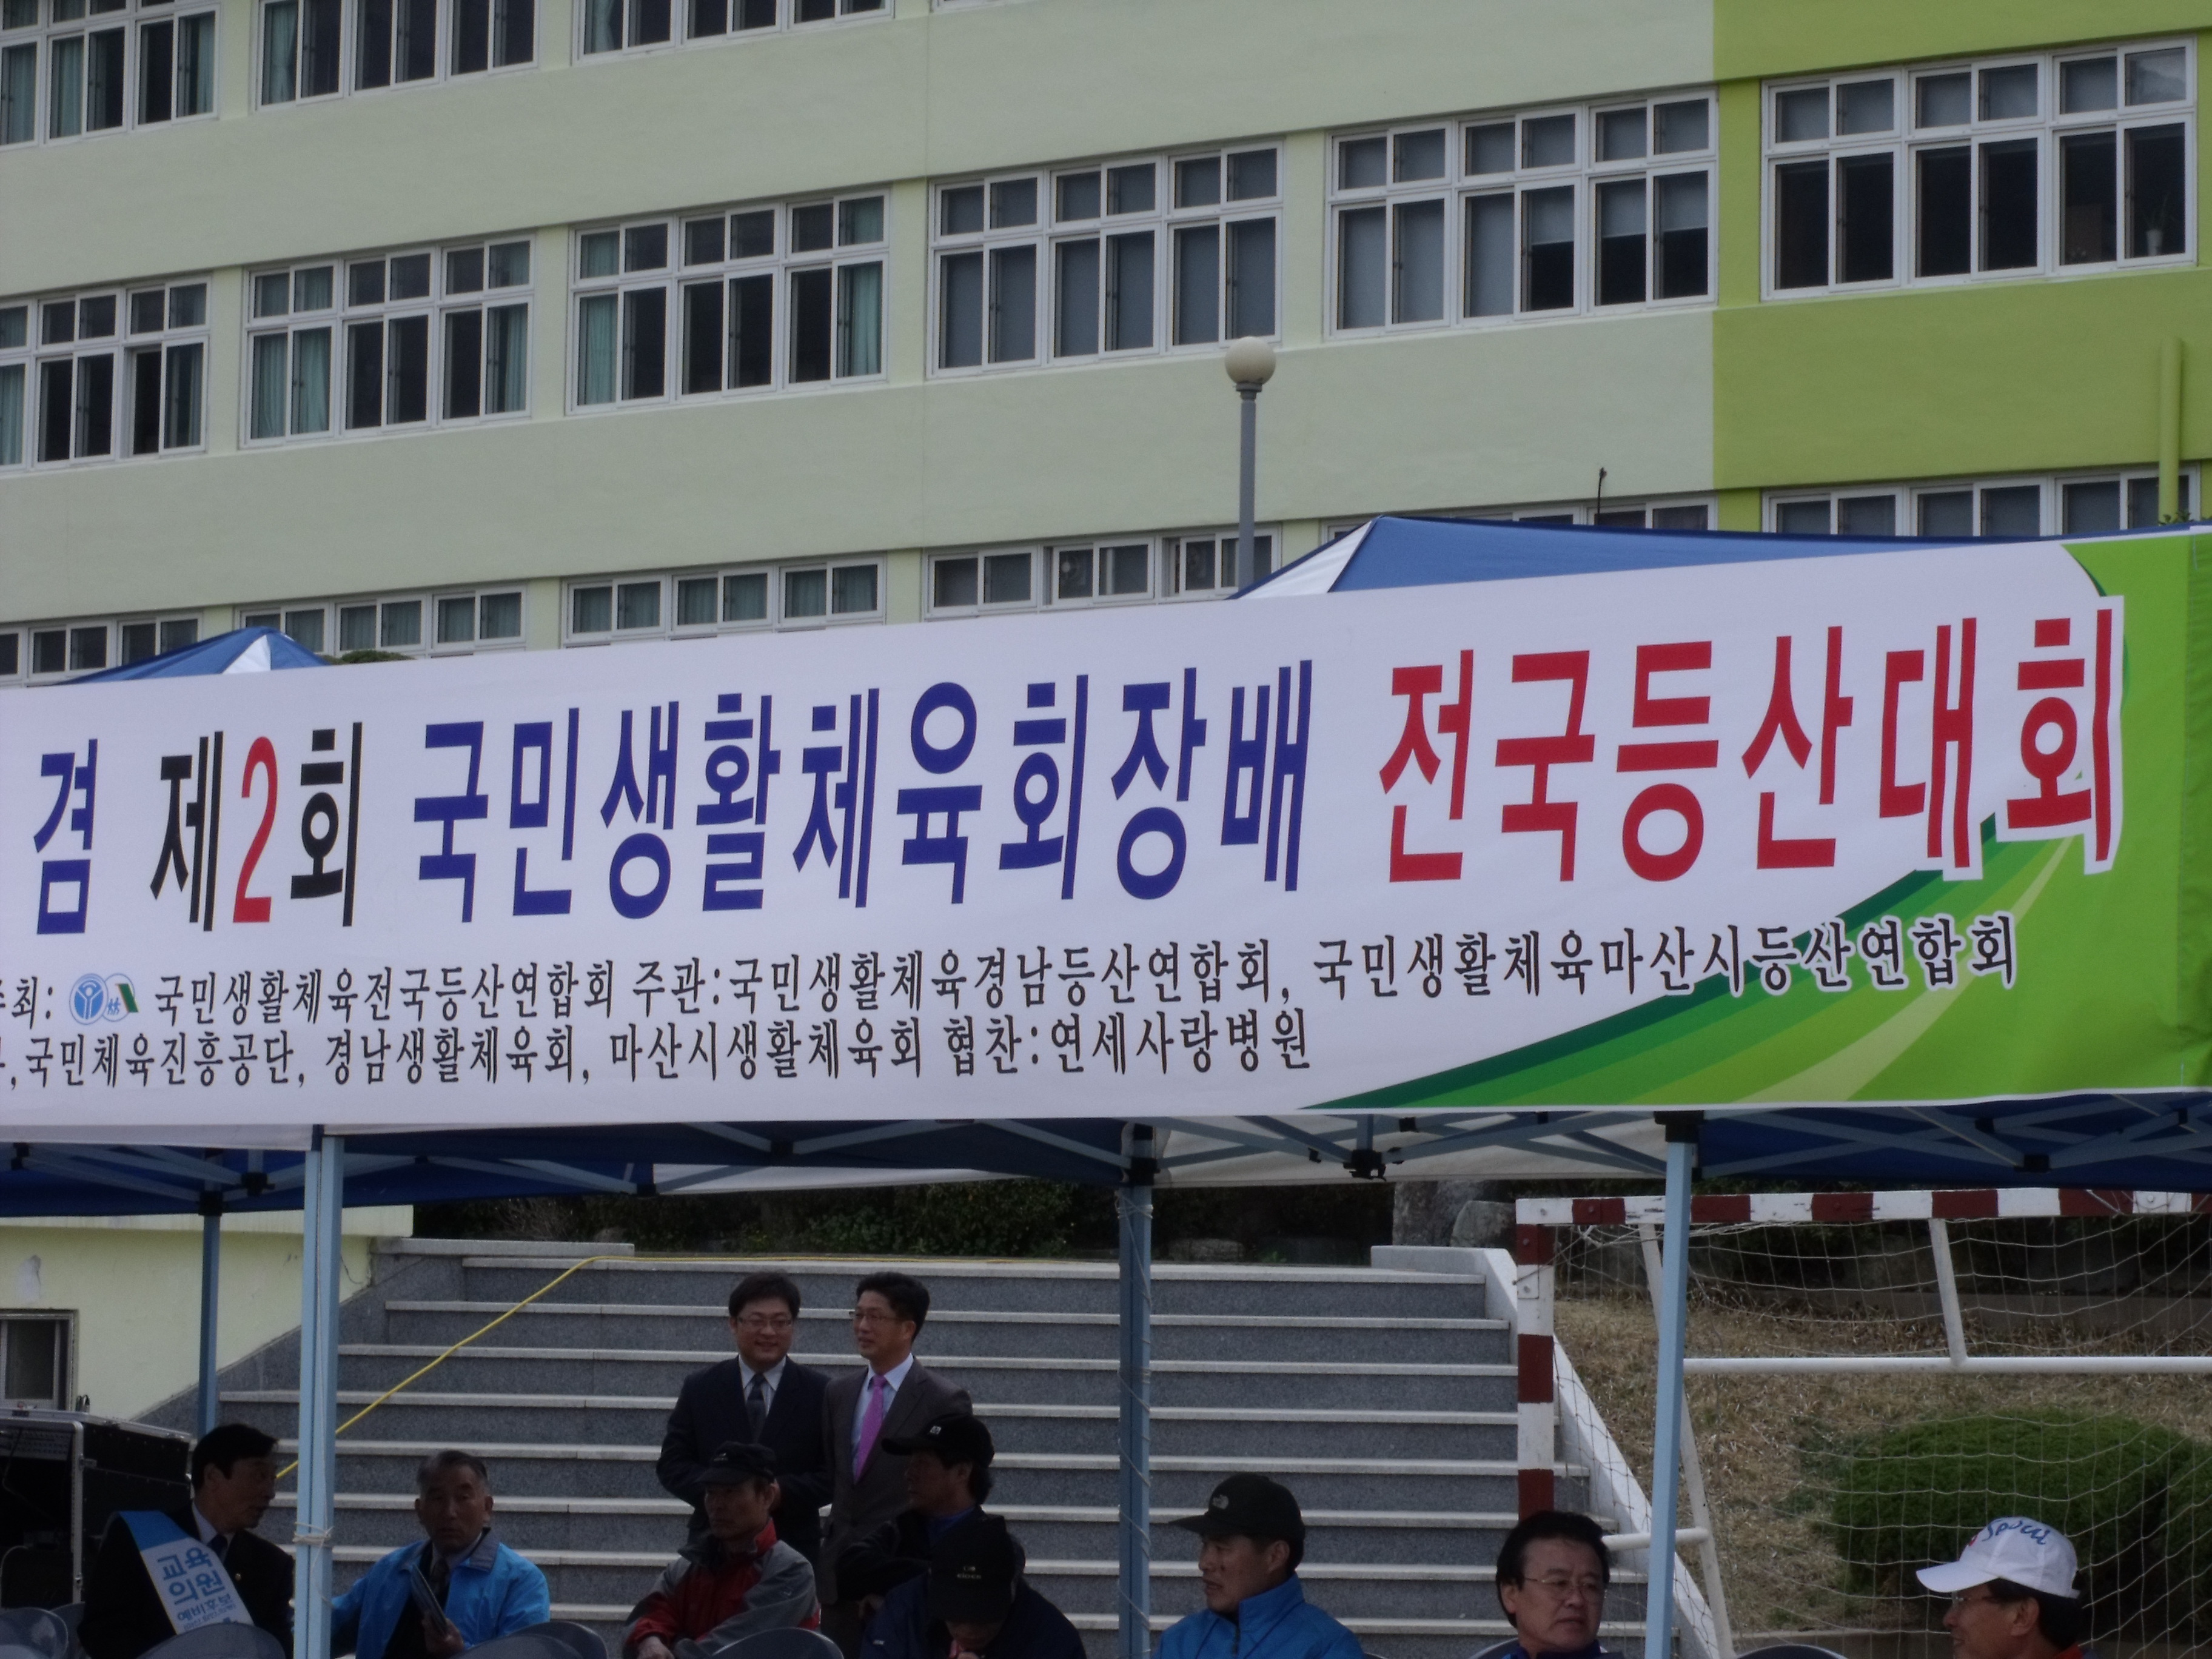 겸 제2회 국민생활체육회장배 전국등산대회
최: 국민생활체육전국등산연합회 주관:국민생활체육경남등산연합회, 국민생활체육마산시등산연합회
,국민체육진흥공단, 경남생활체육회, 마산시생활체육회 협찬:연세사랑병원
교육
의원
예비후보